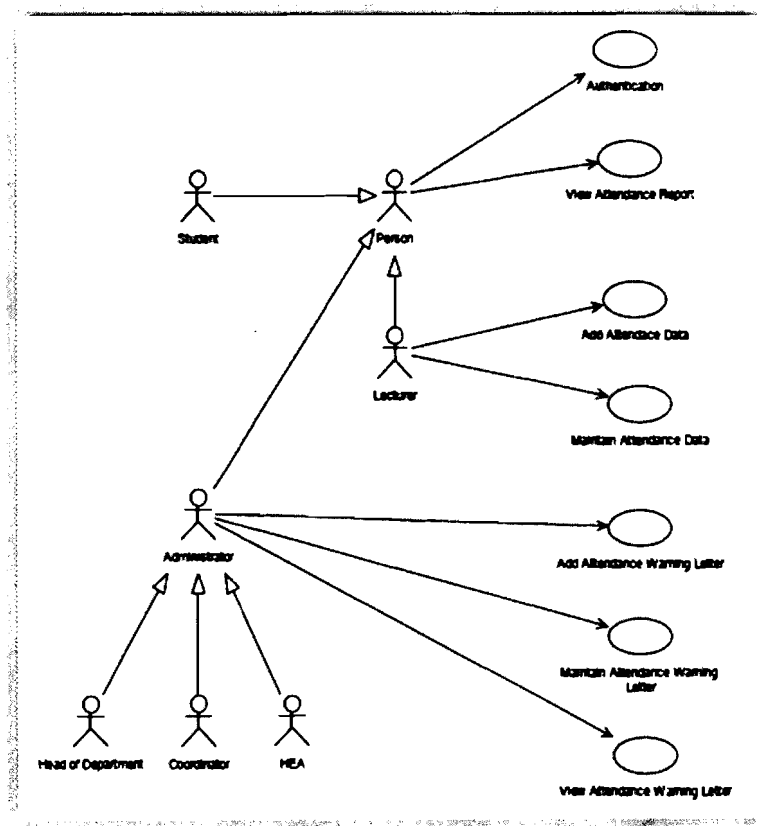 Authentication
View Attendance Report
Student
Person
Add Attendace Data
Lecturer
Maintain Attendance Data
Administrator
Add Attendance Warning Letter
Maintain Attendance Warning
Letter
Head of Department
Coordinator
HEA
View Attendance Warning Letter